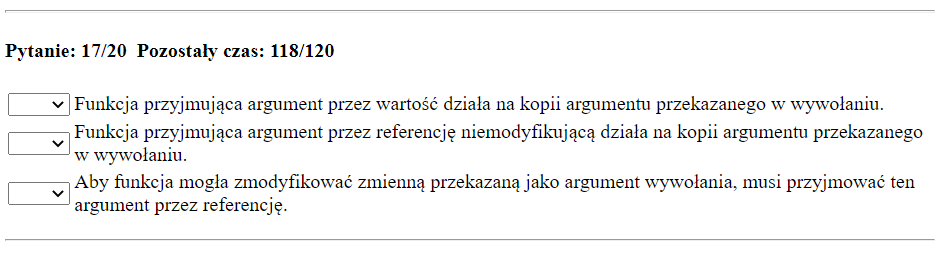 Pytanie: 17/20 Pozostały czas: 118/120
Funkcja przyjmująca argument przez wartość działa na kopii argumentu przekazanego w wywołaniu.
Funkcja przyjmująca argument przez referencję niemodyfikującą działa na kopii argumentu przekazanego
w wywołaniu.
Aby funkcja mogła zmodyfikować zmienną przekazaną jako argument wywołania, musi przyjmować ten
argument przez referencję.